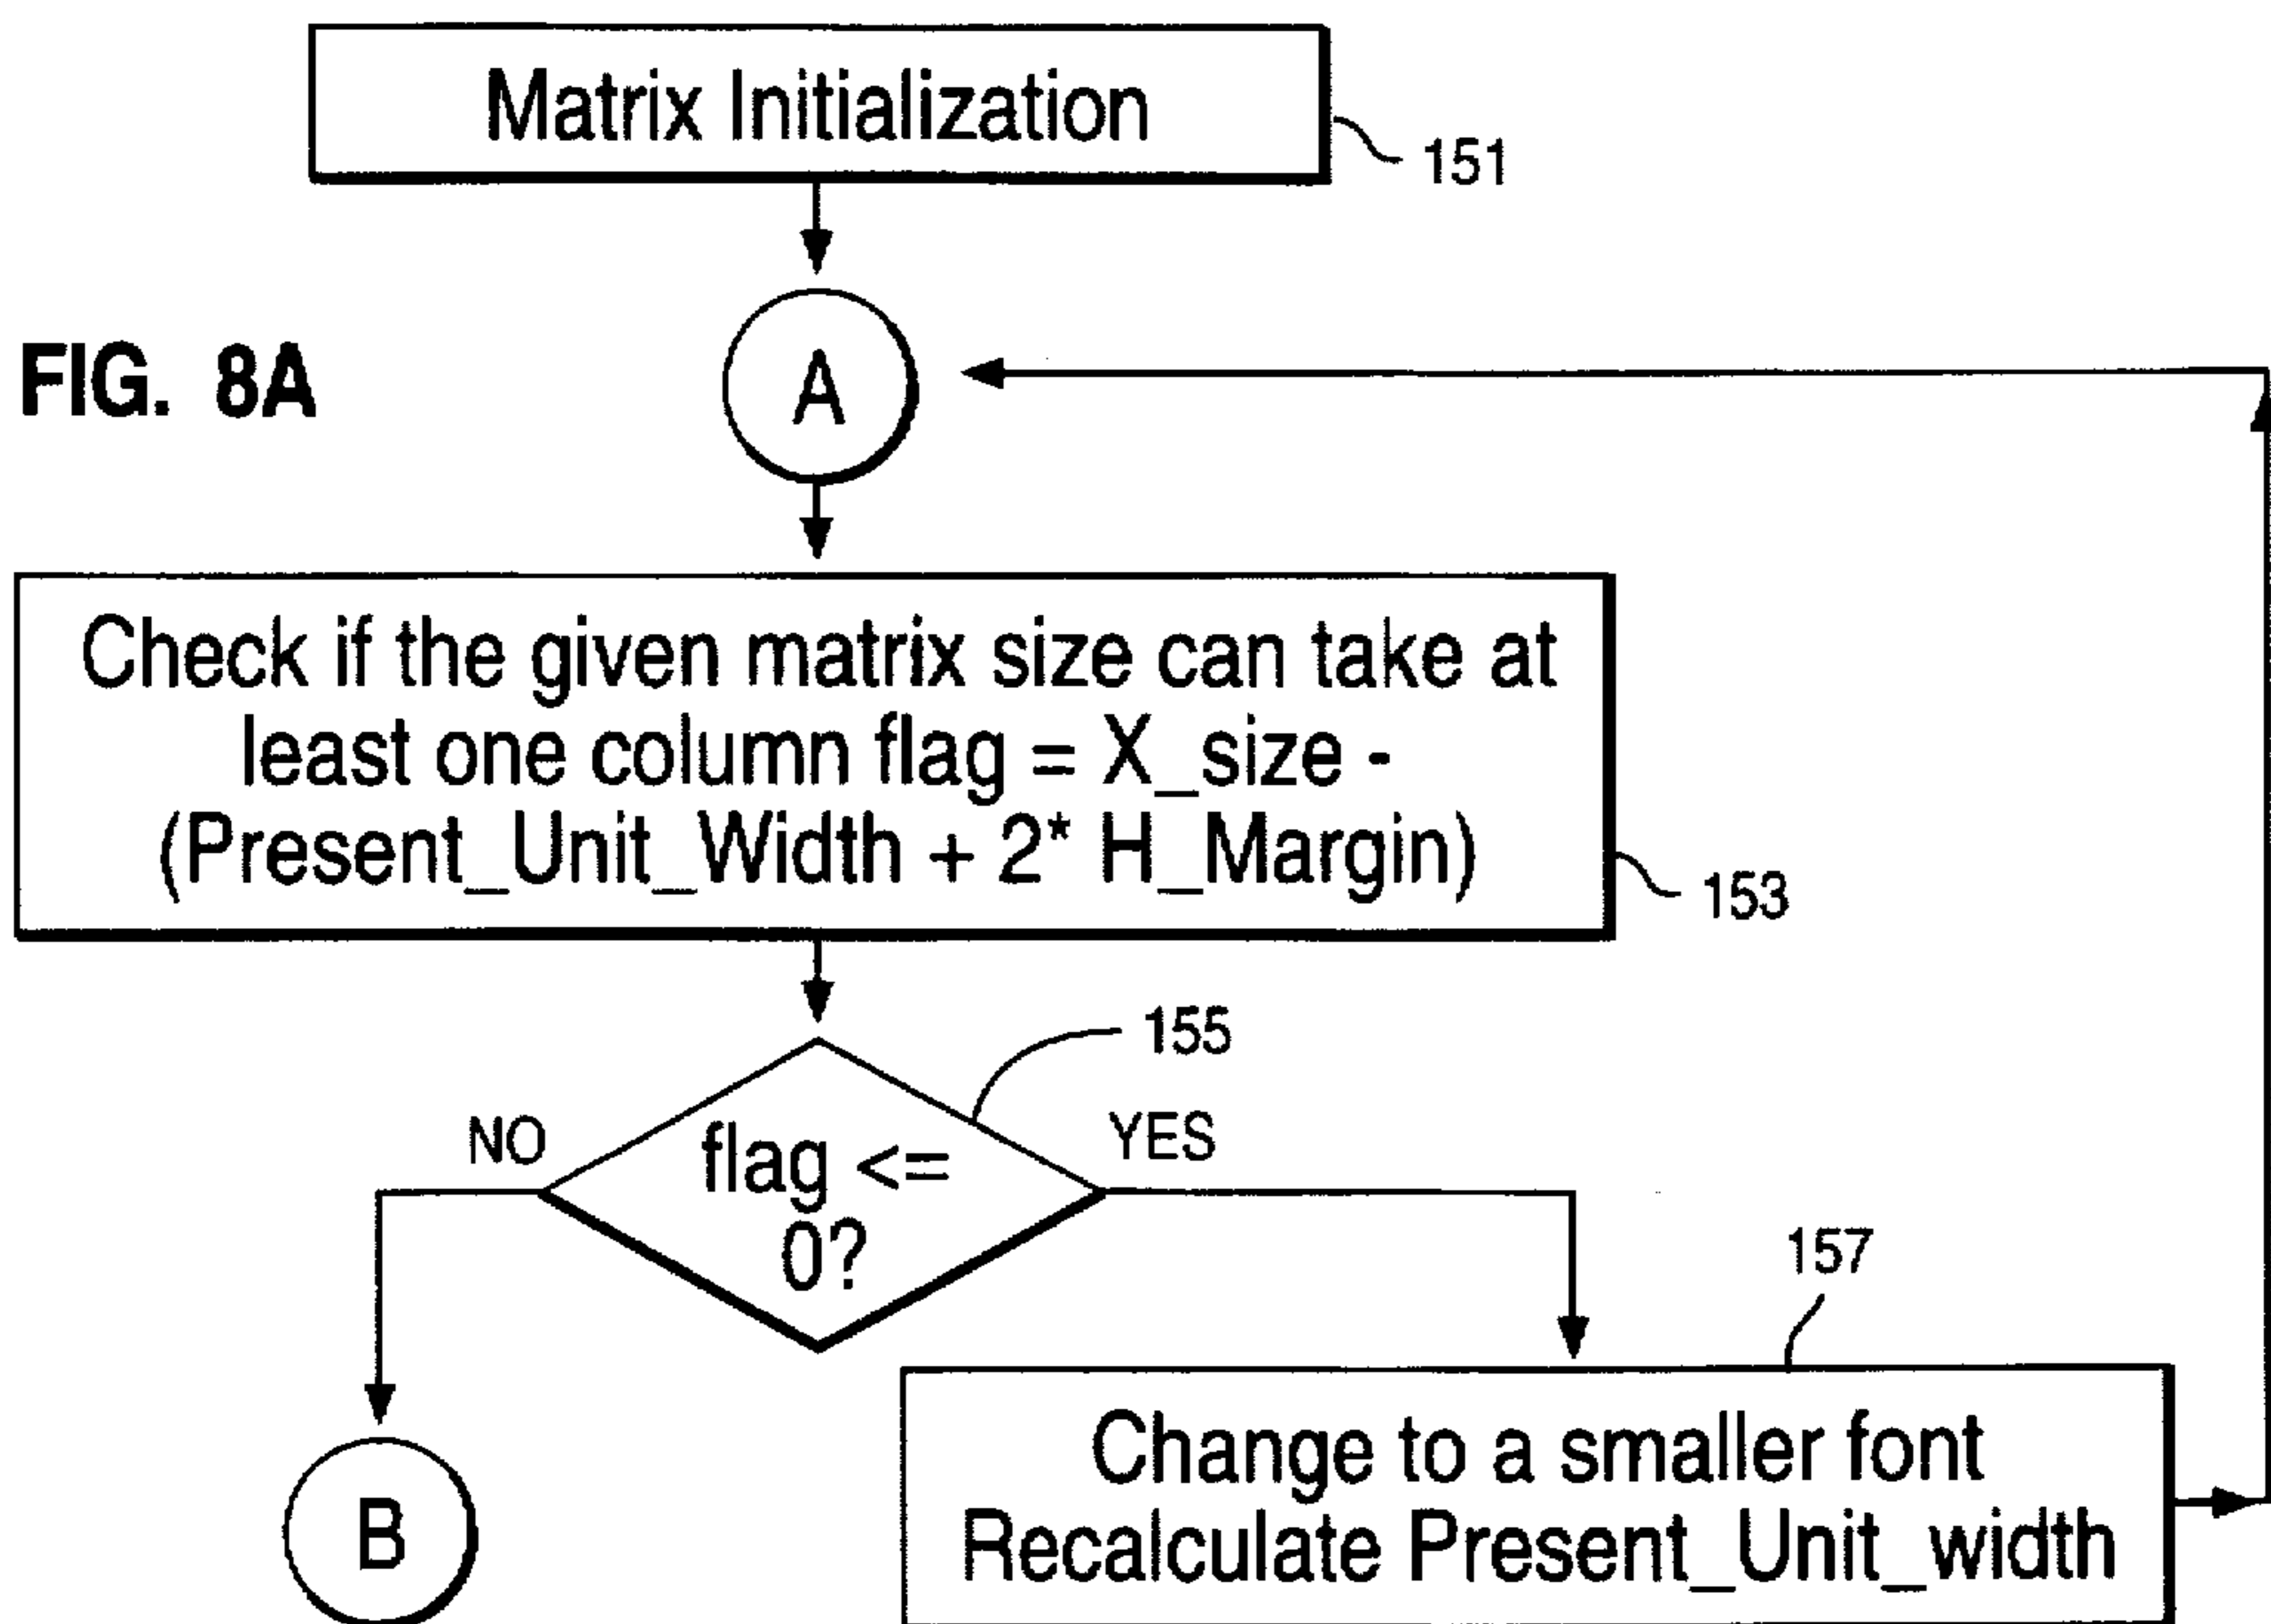 Matrix Initialization
151
FIG. 8A
A
Check if the given matrix size can take at
least one column flag = X_size -
(Present_Unit_Width + 2* H_Margin)
153
155
NO
YES
flag <=
0?
157
B
Change to a smaller font
Recalculate Present_Unit_width